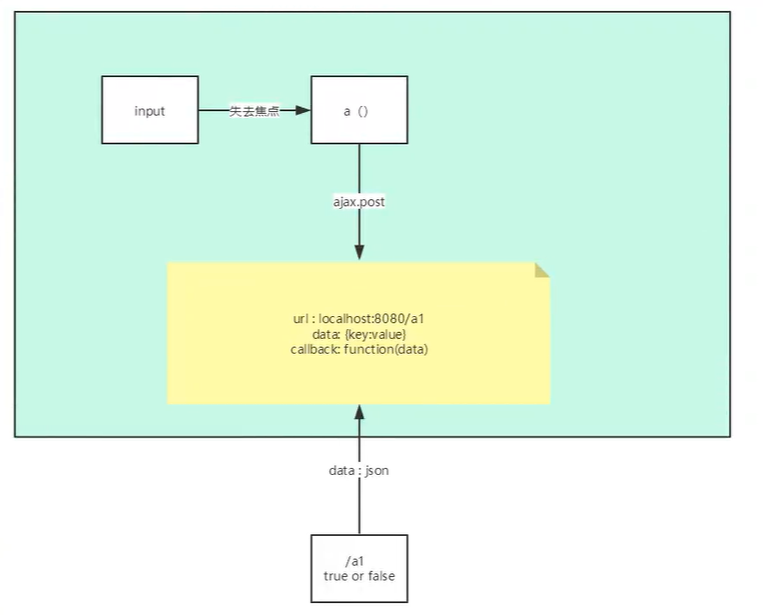 input
失去焦点
a（）
ajax.post
url : localhost:8080/a1
data: {key:value}
callback: function(data)
data : json
/a1
true or false